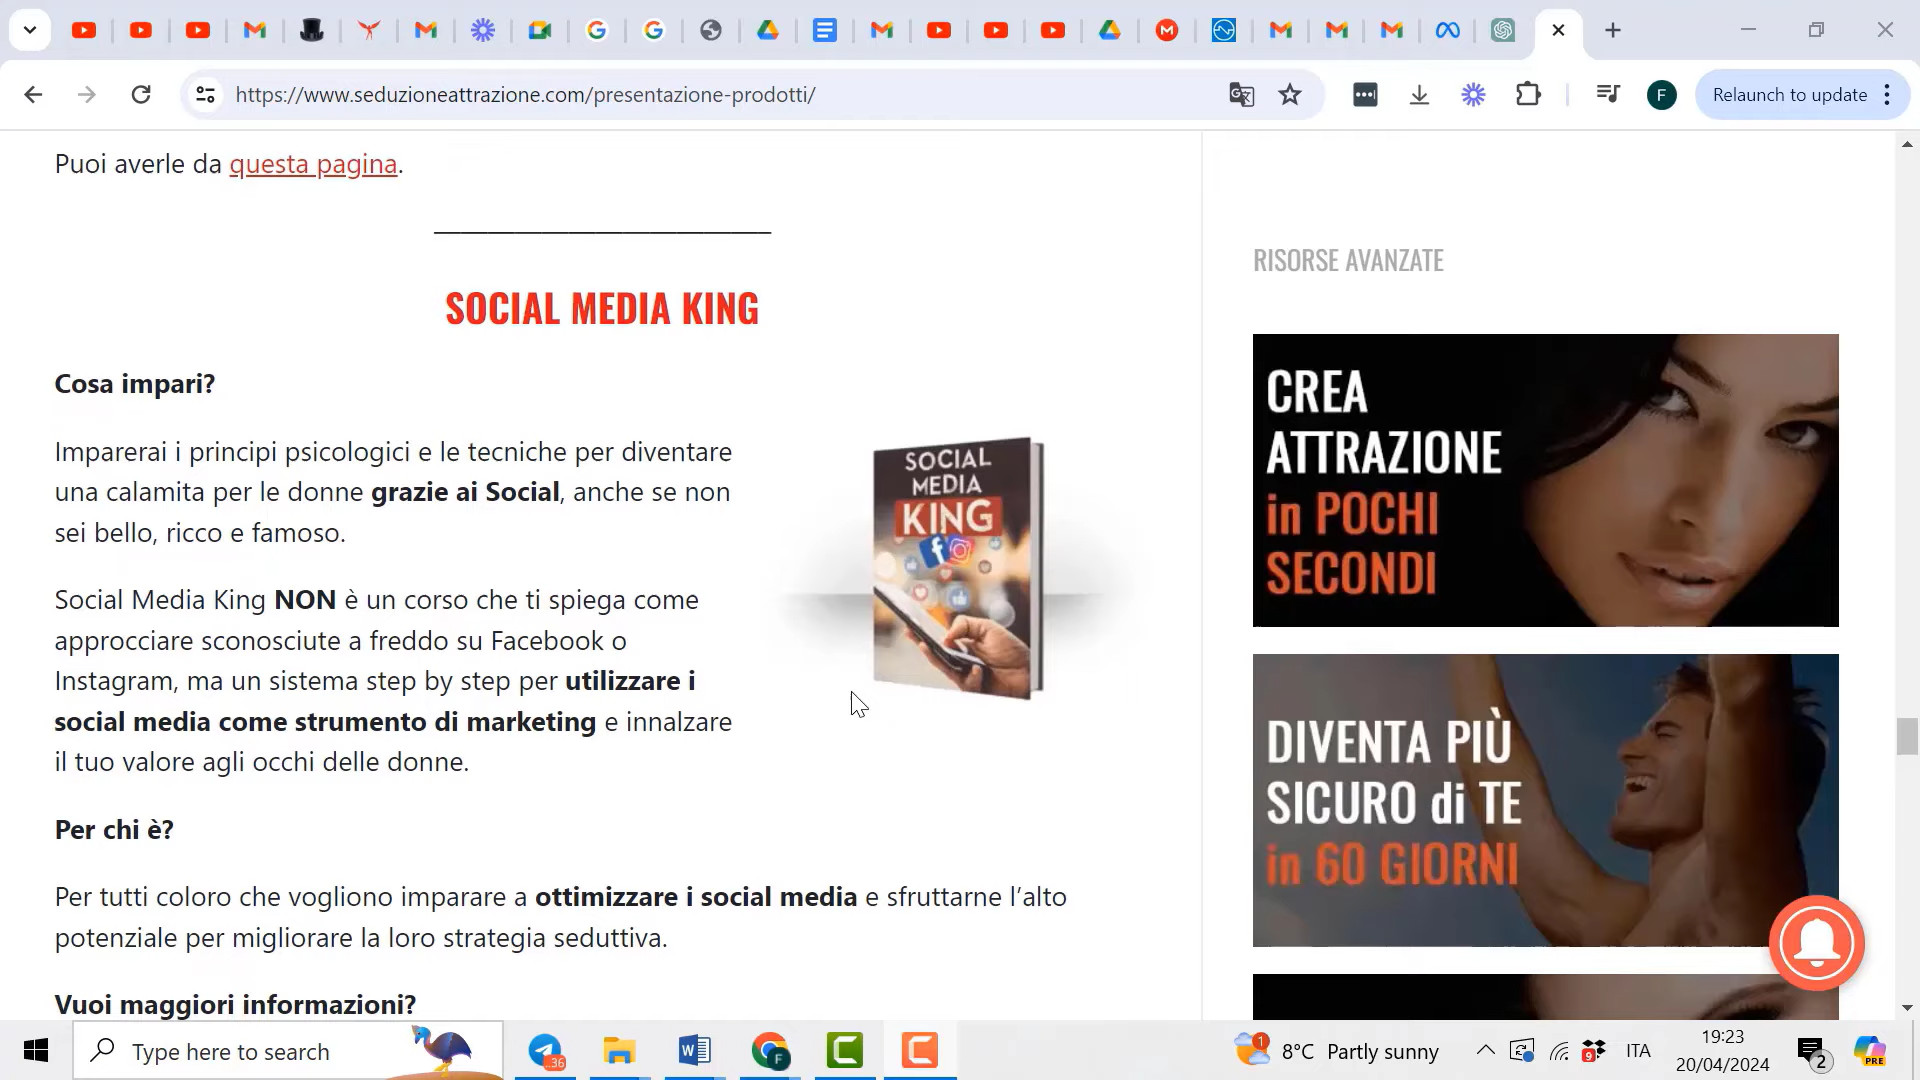 https://www.seduzioneattrazione.com/presentazione-prodotti/
F
Relaunch to update
Puoi averle da questa pagina.
SOCIAL MEDIA KING
Cosa impari?
Imparerai i principi psicologici e le tecniche per diventare
una calamita per le donne grazie ai Social, anche se non
sei bello, ricco e famoso.
Social Media King NON è un corso che ti spiega come
approcciare sconosciute a freddo su Facebook o
Instagram, ma un sistema step by step per utilizzare i
social media come strumento di marketing e innalzare
il tuo valore agli occhi delle donne.
SOCIAL
MEDIA
KING
Per chi è?
Per tutti coloro che vogliono imparare a ottimizzare i social media e sfruttarne l’alto
potenziale per migliorare la loro strategia seduttiva.
Vuoi maggiori informazioni?
RISORSE AVANZATE
CREA
ATTRAZIONE
in POCHI
SECONDI
DIVENTA PIÙ
SICURO di TE
in 60 GIORNI
Type here to search
36
F
1
8°C Partly sunny
9
ITA
19:23
20/04/2024
2
PRE